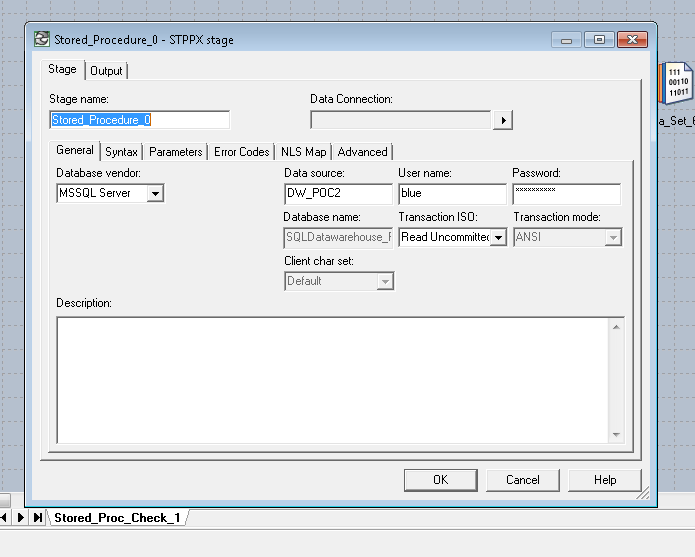 Stored_Procedure_0 - STPPX stage
Stage Output
Stage name: Data Connection:
Stored_Procedure_0
General Syntax Parameters Error Codes NLS Map Advanced
Database vendor: Data source: User name: Password:
MSSQL Server DW_POC2 blue **********
Database name: Transaction ISO: Transaction mode:
SQLDatawarehouse_ Read Uncommitted ANSI
Client char set:
Default
Description:
OK Cancel Help
111
00110
11011
a_Set_6
Stored_Proc_Check_1